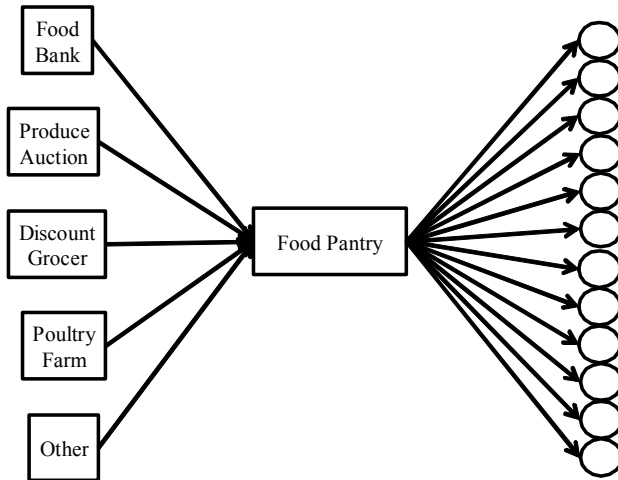 Food
Bank
Produce
Auction
Discount
Grocer
Food Pantry
Poultry
Farm
Other